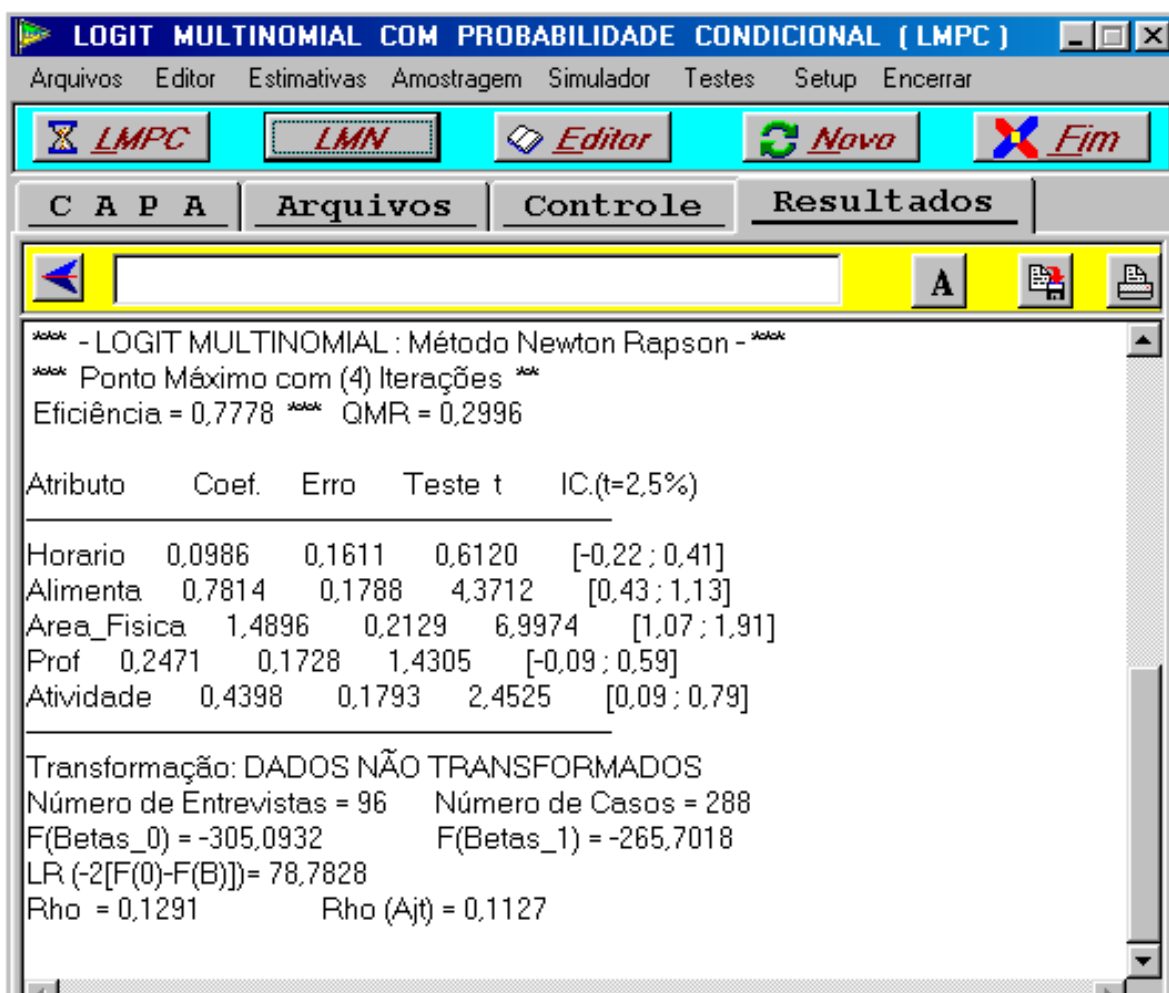 LOGIT MULTINOMIAL COM PROBABILIDADE CONDICIONAL ( LMPC )
Arquivos Editor Estimativas Amostragem Simulador Testes Setup Encerrar
LMPC LMN Editor Novo Fim
C A P A Arquivos Controle Resultados
A
**** - LOGIT MULTINOMIAL : Método Newton Rapson - ****
**** Ponto Máximo com (4) Iterações ***
Eficiência = 0,7778 **** QMR = 0,2996
Atributo Coef. Erro Teste t IC.(t=2,5%)
Horario 0,0986 0,1611 0,6120 [-0,22 ; 0,41]
Alimenta 0,7814 0,1788 4,3712 [0,43 ; 1,13]
Area_Fisica 1,4896 0,2129 6,9974 [1,07 ; 1,91]
Prof 0,2471 0,1728 1,4305 [-0,09 ; 0,59]
Atividade 0,4398 0,1793 2,4525 [0,09 ; 0,79]
Transformação: DADOS NÃO TRANSFORMADOS
Número de Entrevistas = 96 Número de Casos = 288
F(Betas_0) = -305,0932 F(Betas_1) = -265,7018
LR (-2[F(0)-F(B)])= 78,7828
Rho = 0,1291 Rho (Ajt) = 0,1127